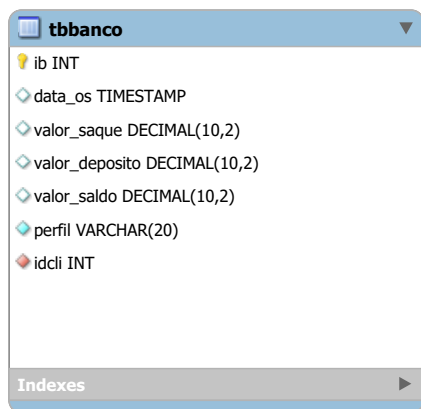 tbbanco
ib INT
data_os TIMESTAMP
valor_saque DECIMAL(10,2)
valor_deposito DECIMAL(10,2)
valor_saldo DECIMAL(10,2)
perfil VARCHAR(20)
idcli INT
Indexes